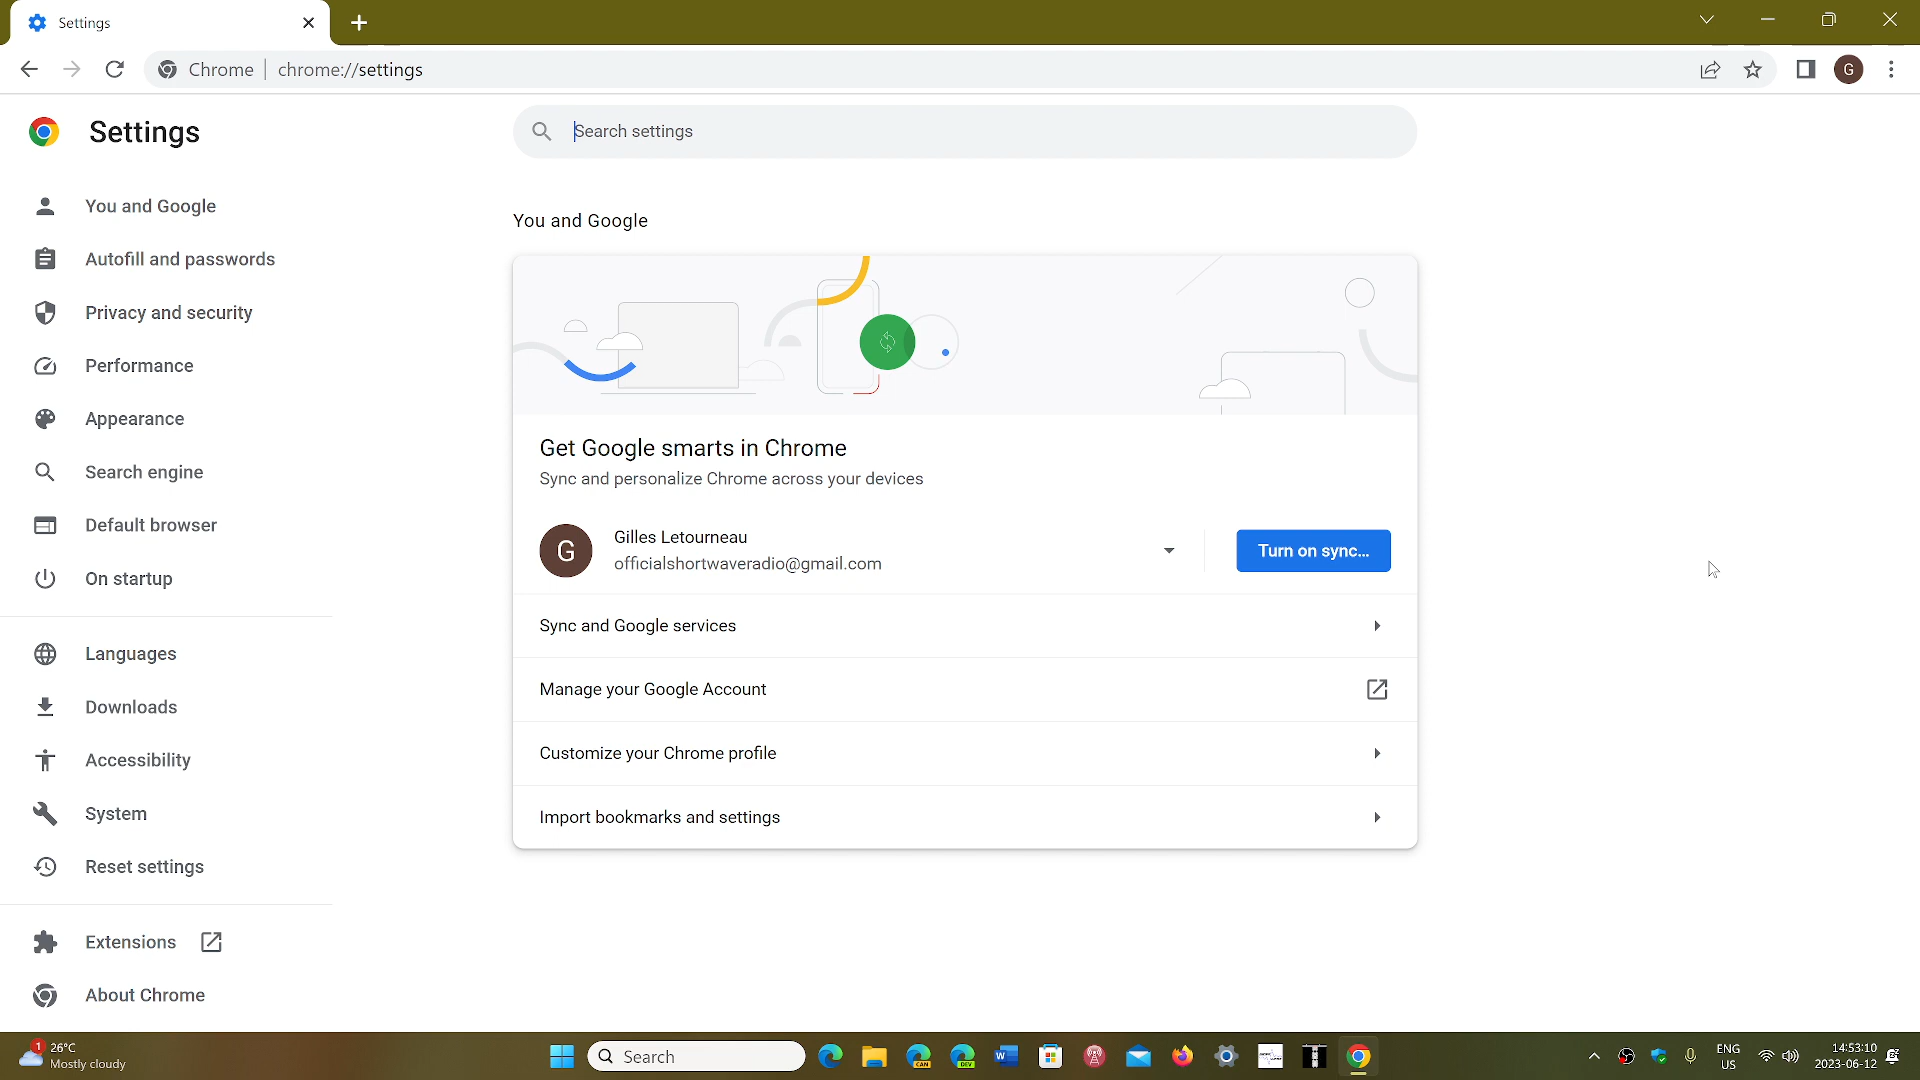 Settings
Chrome
chrome://settings
G
Settings
Search settings
You and Google
Autofill and passwords
Privacy and security
Performance
Appearance
Search engine
Default browser
On startup
Languages
Downloads
Accessibility
System
Reset settings
Extensions
About Chrome
You and Google
Get Google smarts in Chrome
Sync and personalize Chrome across your devices
G
Gilles Letourneau
officialshortwaveradio@gmail.com
Turn on sync...
Sync and Google services
Manage your Google Account
Customize your Chrome profile
Import bookmarks and settings
1
26°C
Mostly cloudy
Search
CAN
DEV
W
ENG
US
14:53:10
2023-06-12